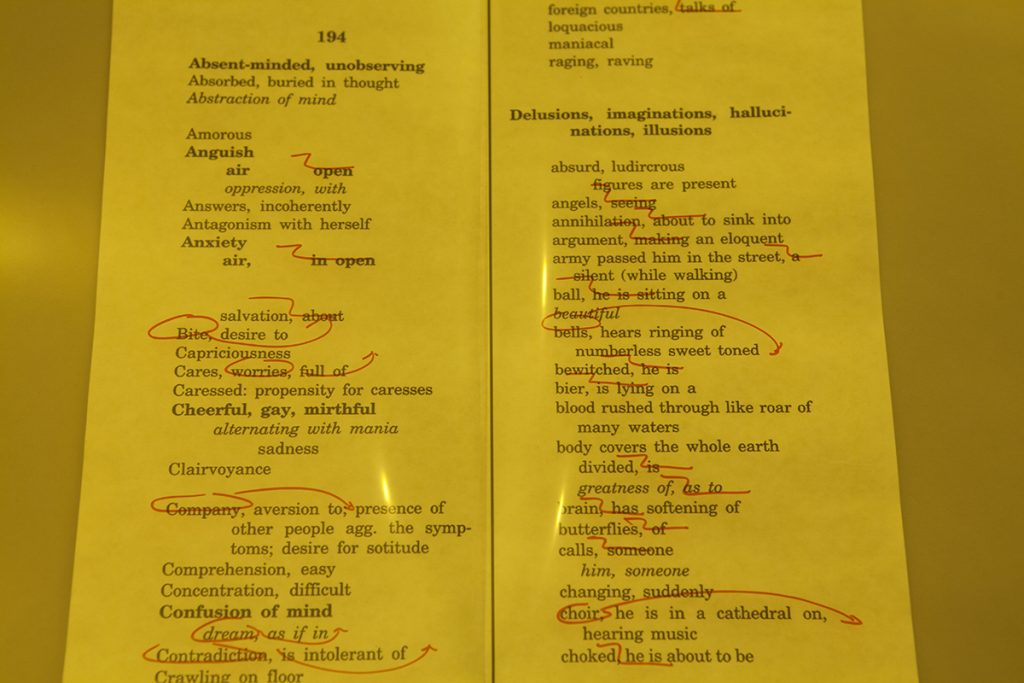 194
Absent-minded, unobserving
Absorbed, buried in thought
Abstraction of mind
Amorous
Anguish
air open
oppression, with
Answers, incoherently
Antagonism with herself
Anxiety
air, in open
salvation, about
Bite, desire to
Capriciousness
Cares, worries, full of
Caressed: propensity for caresses
Cheerful, gay, mirthful
alternating with mania
sadness
Clairvoyance
Company, aversion to; presence of
other people agg. the symp-
toms; desire for sotitude
Comprehension, easy
Concentration, difficult
Confusion of mind
dream, as if in
Contradiction, is intolerant of
Crawling on floor
foreign countries, talks of
loquacious
maniacal
raging, raving
Delusions, imaginations, halluci-
nations, illusions
absurd, ludircrous
figures are present
angels, seeing
annihilation, about to sink into
argument, making an eloquent
army passed him in the street, a
silent (while walking)
ball, he is sitting on a
beautiful
bells, hears ringing of
numberless sweet toned
bewitched, he is
bier, is lying on a
blood rushed through like roar of
many waters
body covers the whole earth
divided, is
greatness of, as to
brain, has softening of
butterflies, of
calls, someone
him, someone
changing, suddenly
choir, he is in a cathedral on,
hearing music
choked, he is about to be